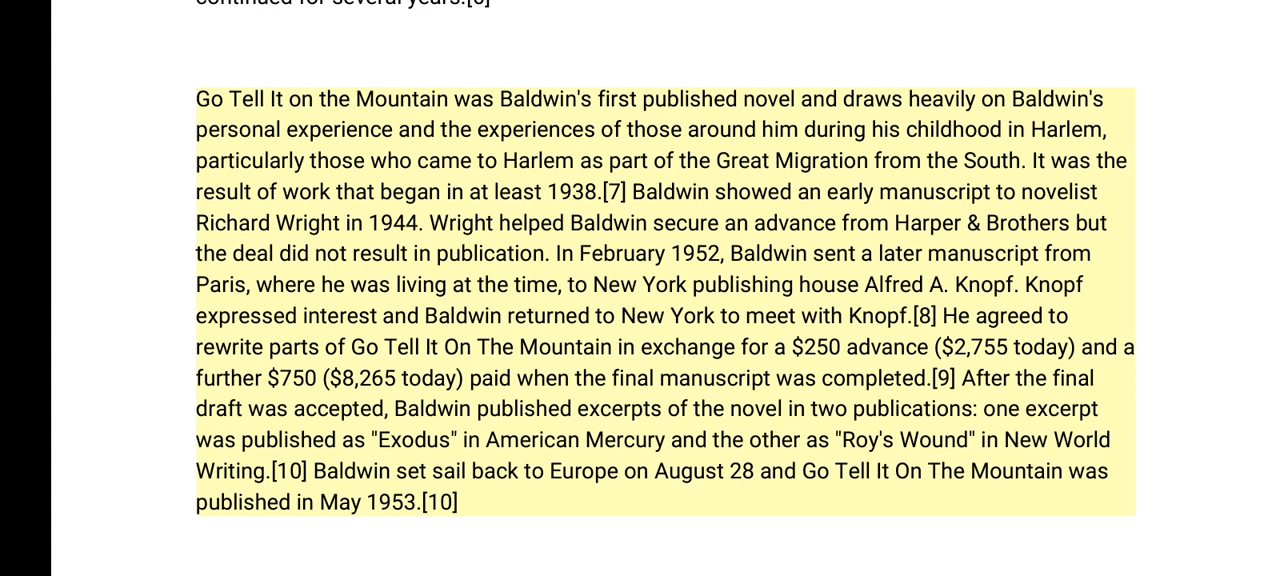 continued for several years.[6]
Go Tell It on the Mountain was Baldwin's first published novel and draws heavily on Baldwin's
personal experience and the experiences of those around him during his childhood in Harlem,
particularly those who came to Harlem as part of the Great Migration from the South. It was the
result of work that began in at least 1938.[7] Baldwin showed an early manuscript to novelist
Richard Wright in 1944. Wright helped Baldwin secure an advance from Harper & Brothers but
the deal did not result in publication. In February 1952, Baldwin sent a later manuscript from
Paris, where he was living at the time, to New York publishing house Alfred A. Knopf. Knopf
expressed interest and Baldwin returned to New York to meet with Knopf.[8] He agreed to
rewrite parts of Go Tell It On The Mountain in exchange for a $250 advance ($2,755 today) and a
further $750 ($8,265 today) paid when the final manuscript was completed.[9] After the final
draft was accepted, Baldwin published excerpts of the novel in two publications: one excerpt
was published as "Exodus" in American Mercury and the other as "Roy's Wound" in New World
Writing.[10] Baldwin set sail back to Europe on August 28 and Go Tell It On The Mountain was
published in May 1953.[10]